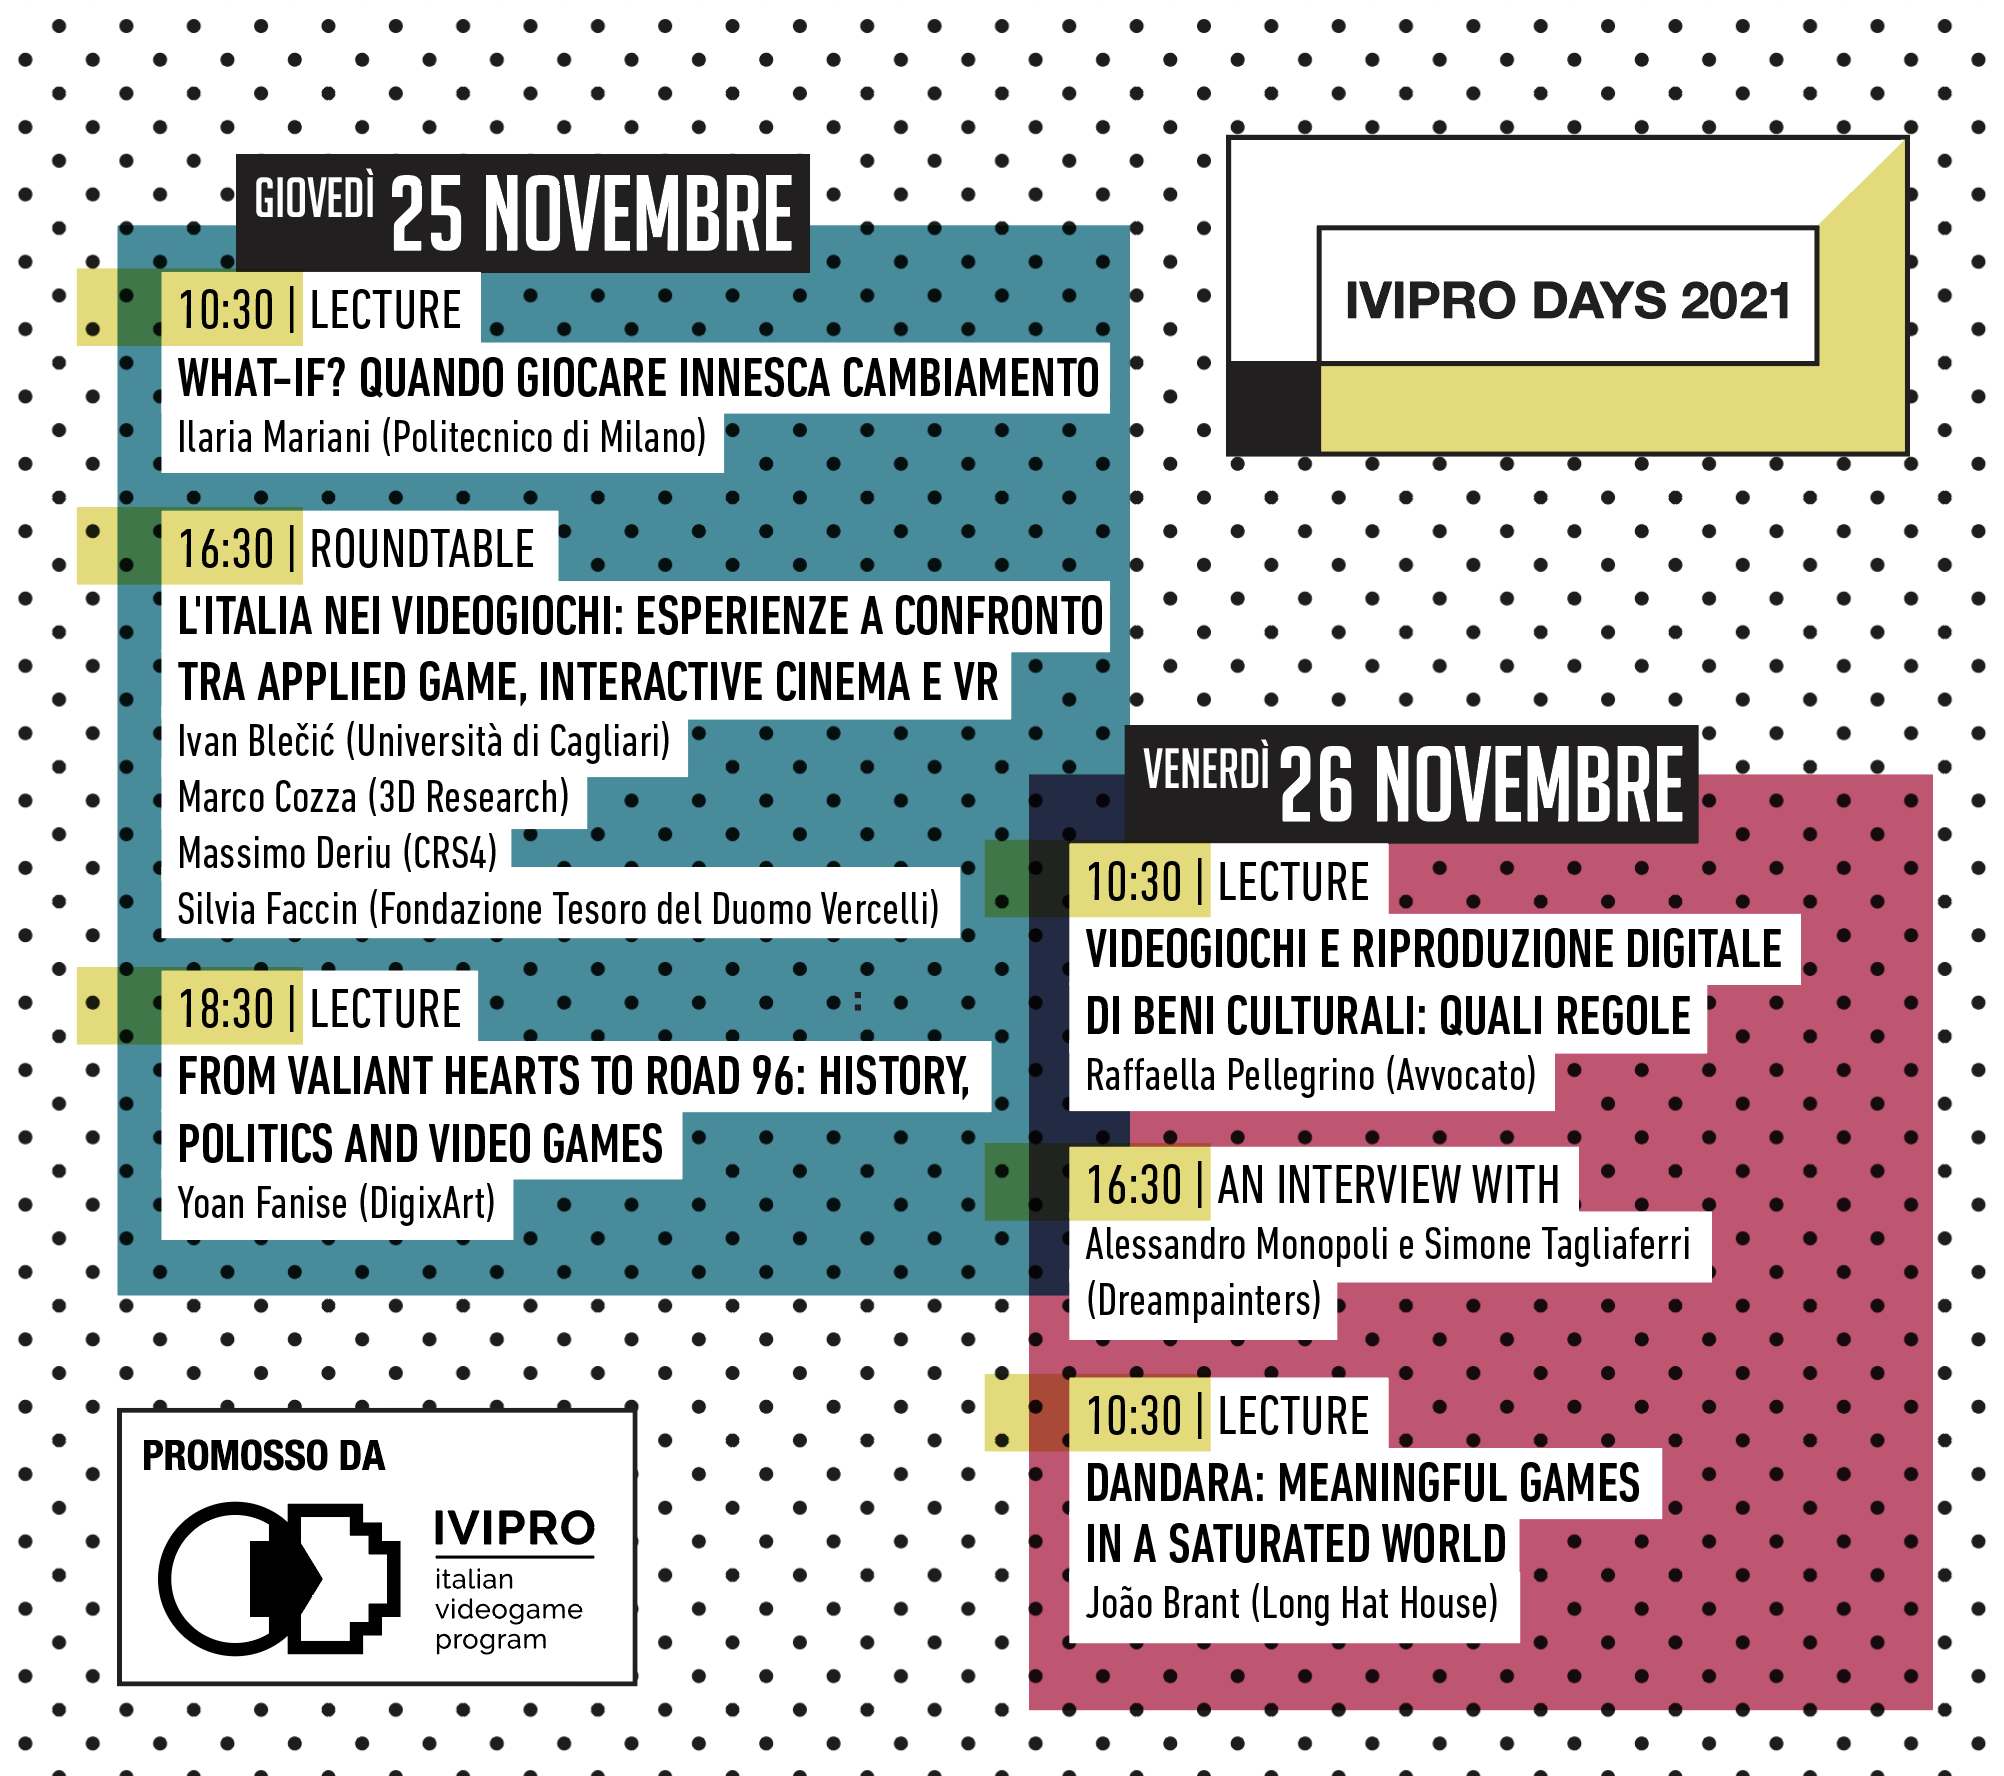 GIOVEDÌ 25 NOVEMBRE
10:30 | LECTURE
WHAT-IF? QUANDO GIOCARE INNESCA CAMBIAMENTO
Ilaria Mariani (Politecnico di Milano)
16:30 | ROUNDTABLE
L'ITALIA NEI VIDEOGIOCHI: ESPERIENZE A CONFRONTO
TRA APPLIED GAME, INTERACTIVE CINEMA E VR
Ivan Blečić (Università di Cagliari)
Marco Cozza (3D Research)
Massimo Deriu (CRS4)
Silvia Faccin (Fondazione Tesoro del Duomo Vercelli)
18:30 | LECTURE
:
FROM VALIANT HEARTS TO ROAD 96: HISTORY,
POLITICS AND VIDEO GAMES
Yoan Fanise (DigixArt)
IVIPRO DAYS 2021
VENERDÌ 26 NOVEMBRE
10:30 | LECTURE
VIDEOGIOCHI E RIPRODUZIONE DIGITALE
DI BENI CULTURALI: QUALI REGOLE
Raffaella Pellegrino (Avvocato)
16:30 | AN INTERVIEW WITH
Alessandro Monopoli e Simone Tagliaferri
(Dreampainters)
10:30 | LECTURE
DANDARA: MEANINGFUL GAMES
IN A SATURATED WORLD
João Brant (Long Hat House)
PROMOSSO DA
IVIPRO
italian
videogame
program